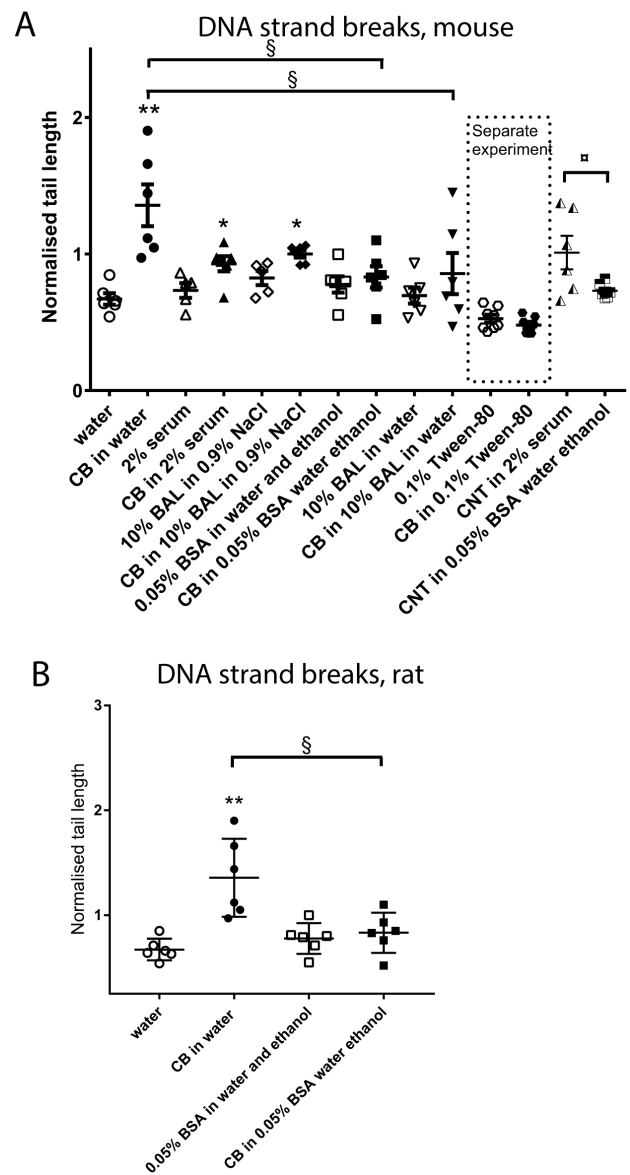 A
DNA strand breaks, mouse
§
§
**
*
*
Separate
experiment
¤
Normalised tail length
2
1
0
water
CB in water
2% serum
CB in 2% serum
10% BAL in 0.9% NaCl
CB in 10% BAL in 0.9% NaCl
0.05% BSA in water and ethanol
CB in 0.05% BSA water ethanol
10% BAL in water
CB in 10% BAL in water
0.1% Tween-80
CB in 0.1% Tween-80
CNT in 2% serum
CNT in 0.05% BSA water ethanol
B
DNA strand breaks, rat
§
**
Normalised tail length
3
2
1
water
CB in water
0.05% BSA in water and ethanol
CB in 0.05% BSA water ethanol